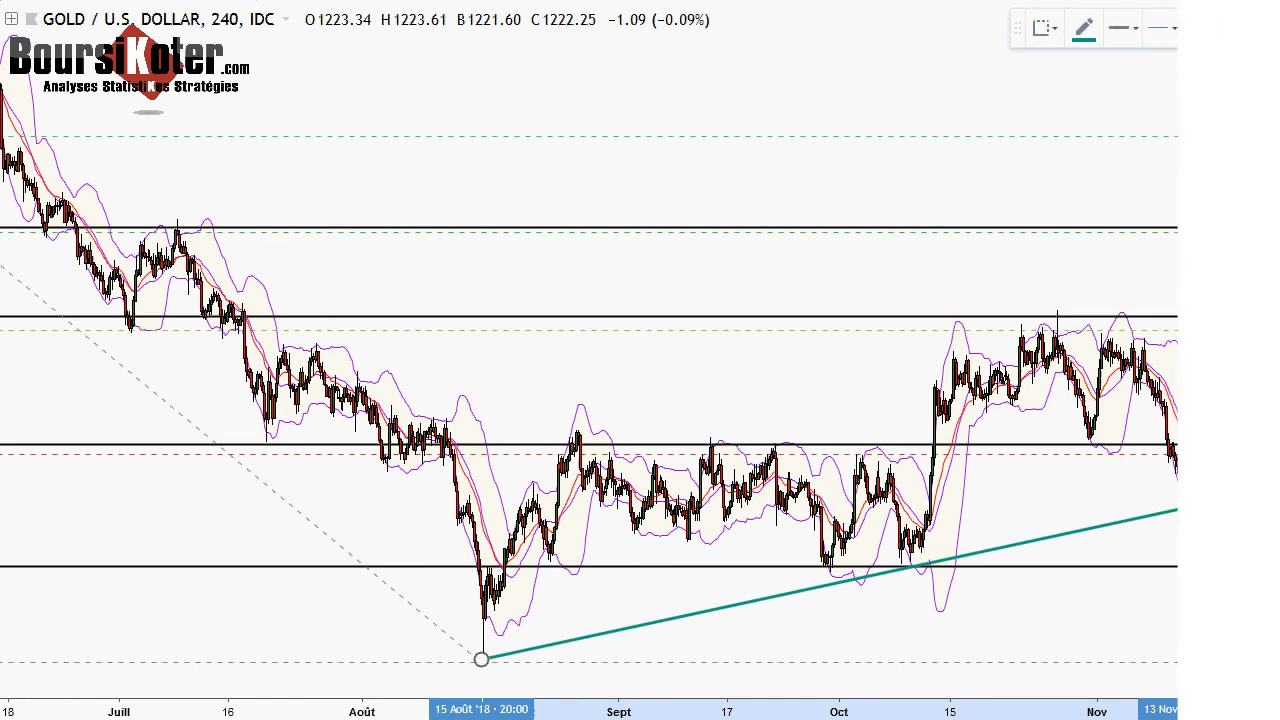 GOLD / U.S. DOLLAR, 240, IDC O1223.34 H1223.61 B1221.60 C1222.25 −1.09 (−0.09%)
BoursiKoter.com
Analyses StatistiKes Stratégies
18 Juill 16 Août 15 Août '18 - 20:00 Sept 17 Oct 15 Nov 13 Nov